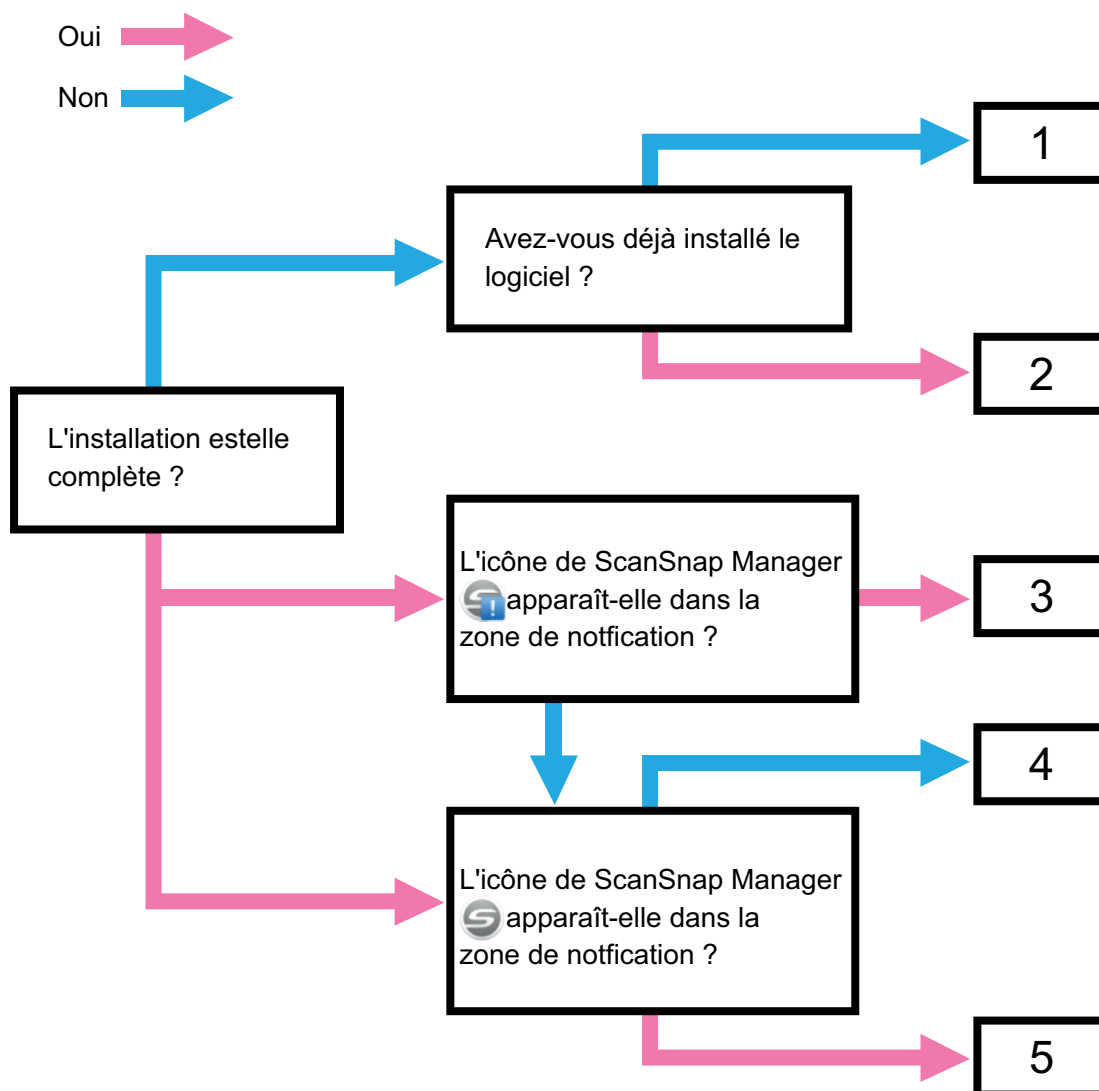 Oui
Non
1
Avez-vous déjà installé le
logiciel ?
2
L'installation estelle
complète ?
L'icône de ScanSnap Manager
apparaît-elle dans la
zone de notfication ?
3
4
L'icône de ScanSnap Manager
apparaît-elle dans la
zone de notfication ?
5